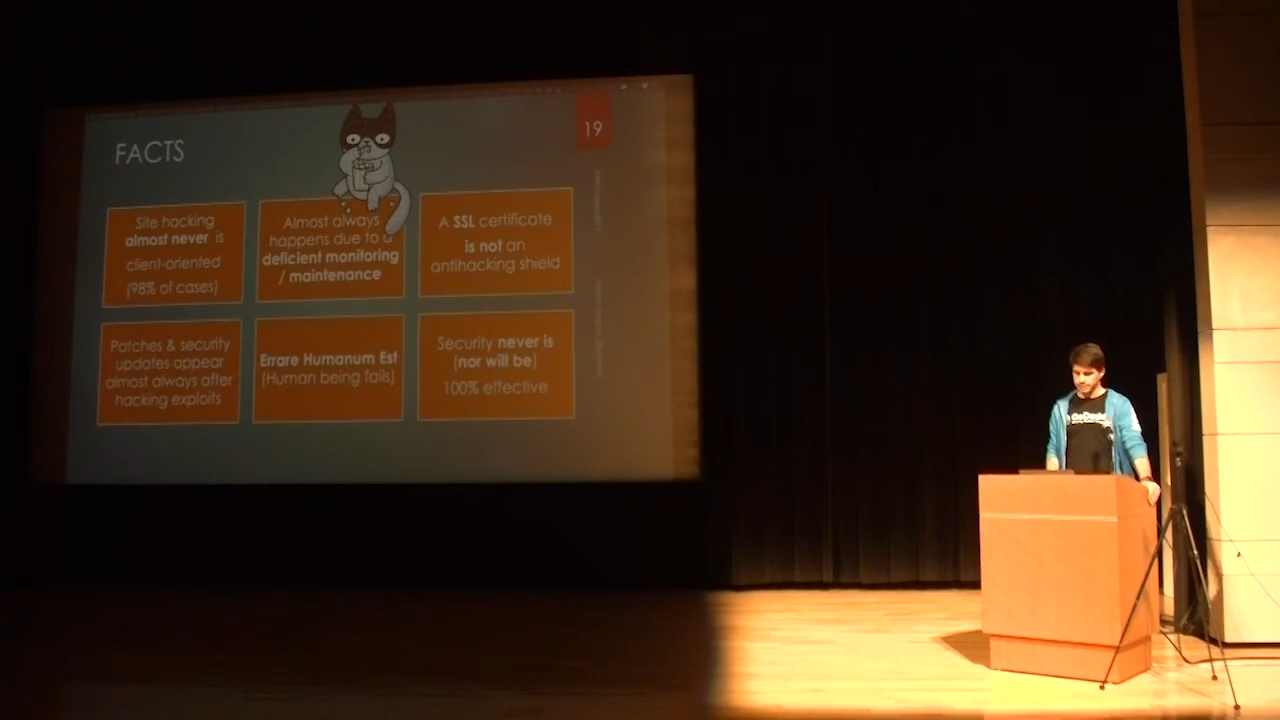 19
FACTS
Site hacking
almost never is
client-oriented
(98% of cases)
Almost always
happens due to a
deficient monitoring
/ maintenance
A SSL certificate
is not an
antihacking shield
Patches & security
updates appear
almost always after
hacking exploits
Errare Humanum Est
(Human being fails)
Security never is
(nor will be)
100% effective
GoDaddy